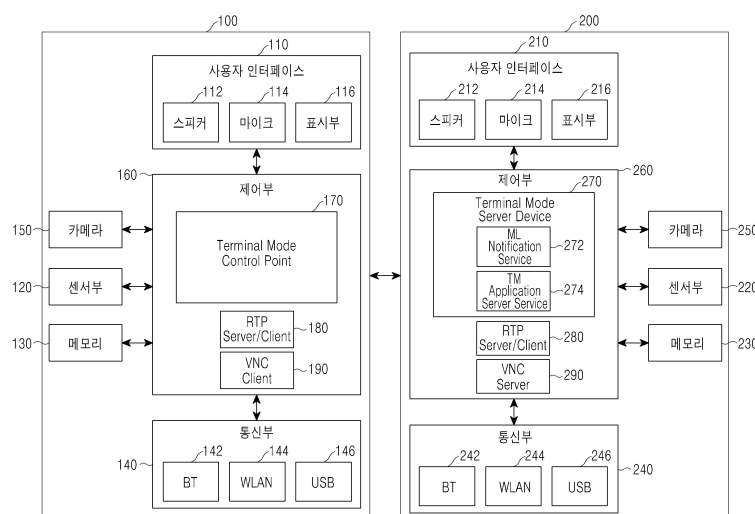 100
110
사용자 인터페이스
112
114
116
스피커
마이크
표시부
160
제어부
170
Terminal Mode
Control Point
150
카메라
120
센서부
130
메모리
RTP
Server/Client
180
VNC
Client
190
통신부
140
142
144
146
BT
WLAN
USB
200
210
사용자 인터페이스
212
214
216
스피커
마이크
표시부
260
제어부
270
Terminal Mode
Server Device
ML
Notification
Service
272
TM
Application
Server Service
274
RTP
Server/Client
280
VNC
Server
290
카메라
250
센서부
220
메모리
230
통신부
240
242
244
246
BT
WLAN
USB